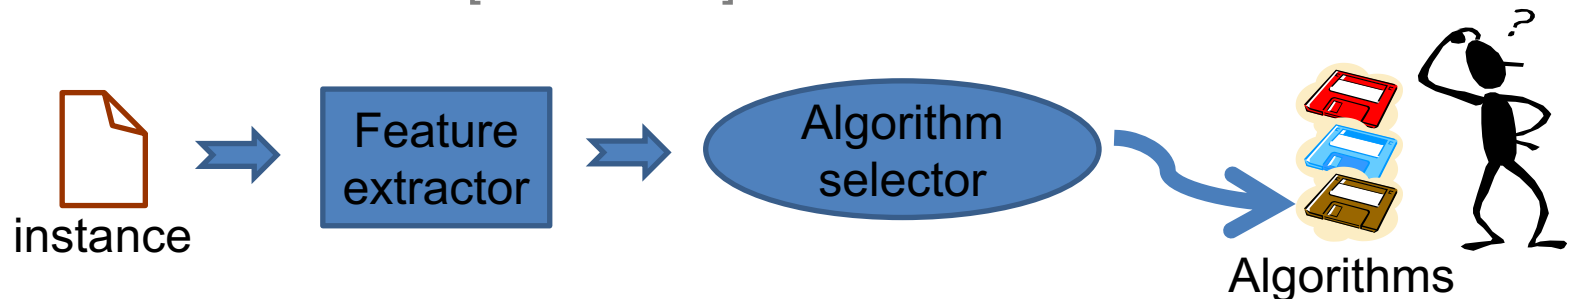 instance
Feature
extractor
Algorithm
selector
?
Algorithms